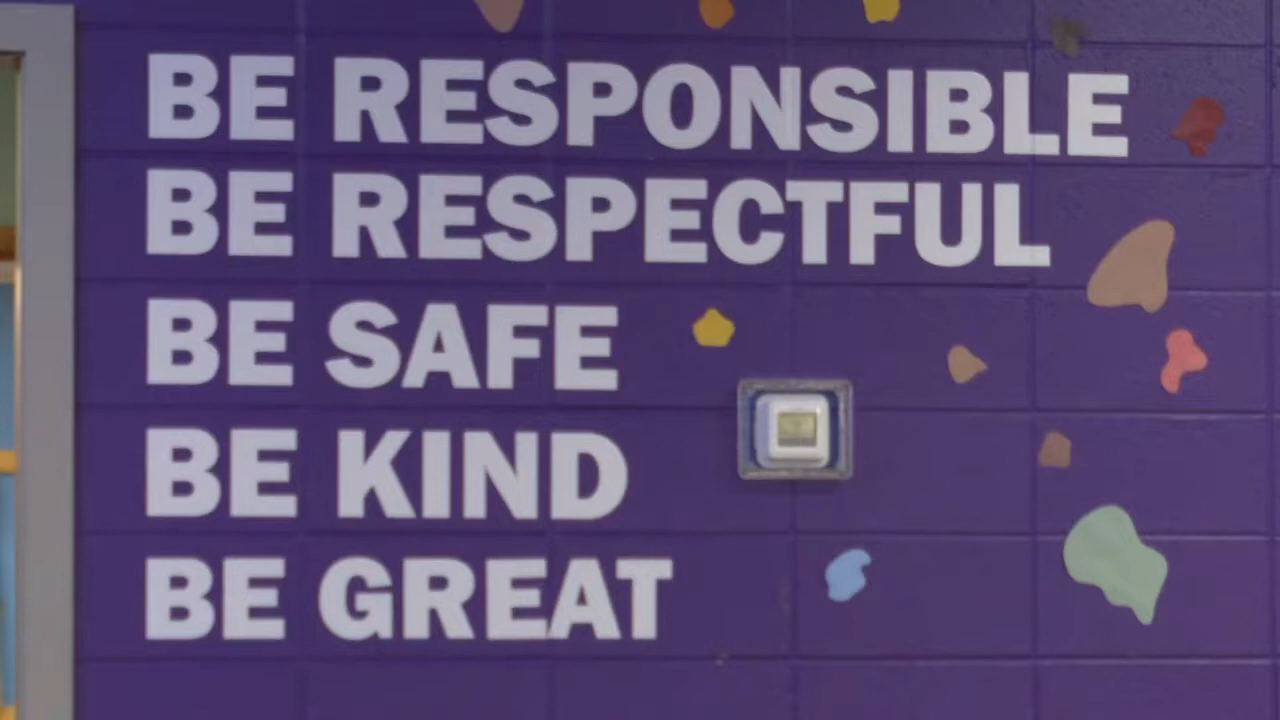 BE RESPONSIBLE
BE RESPECTFUL
BE SAFE
BE KIND
BE GREAT